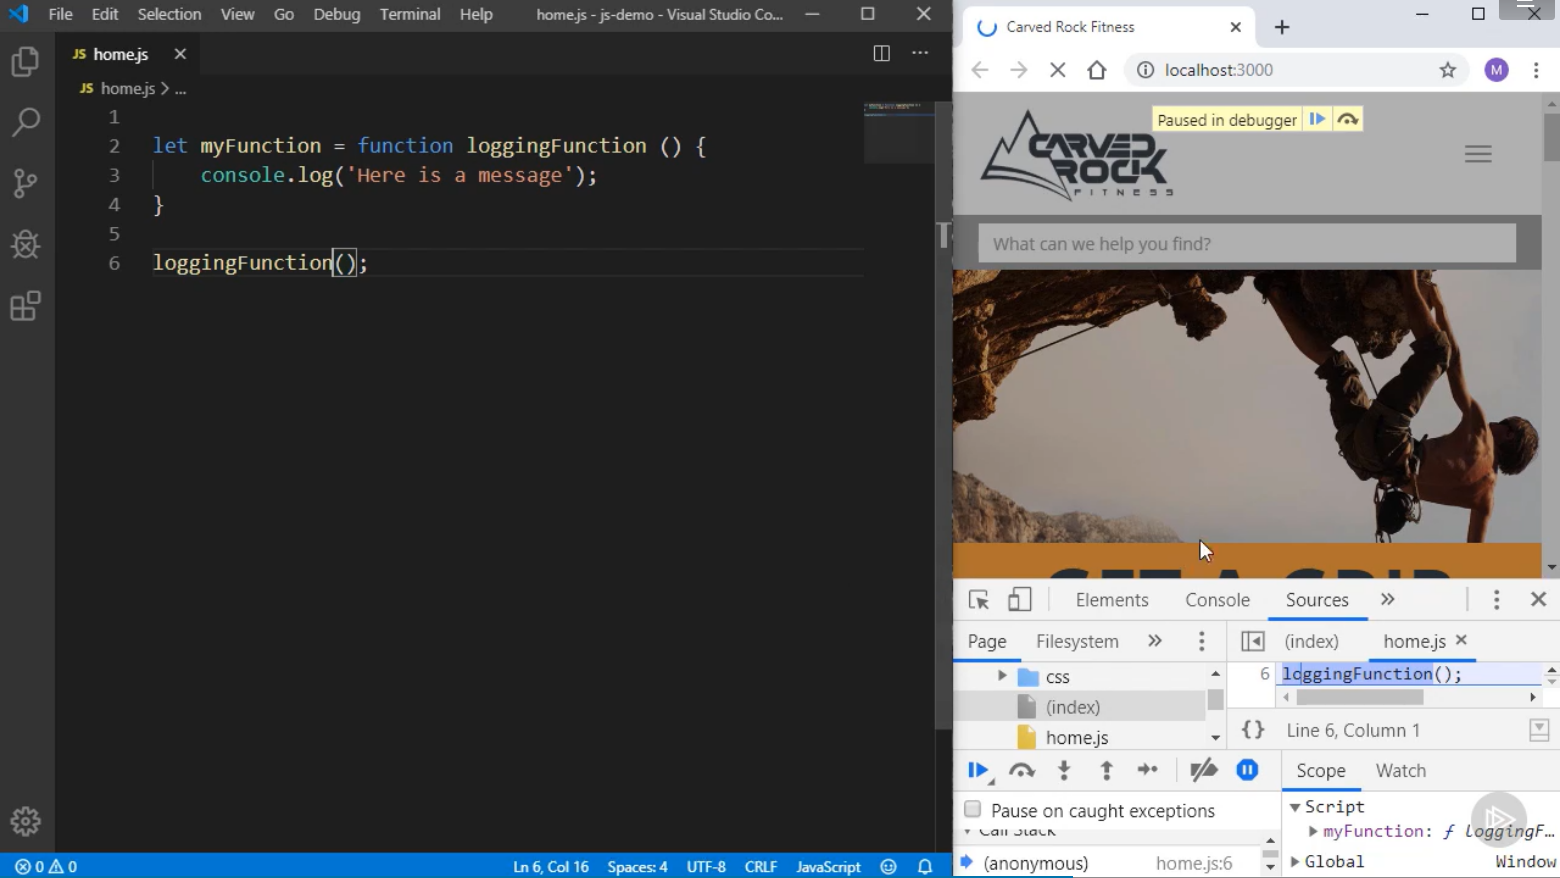 File Edit Selection View Go Debug Terminal Help home.js - js-demo - Visual Studio Co...
JS home.js
JS home.js > ...
1
2 let myFunction = function loggingFunction () {
3 console.log('Here is a message');
4 }
5
6 loggingFunction();
0 0 Ln 6, Col 16 Spaces: 4 UTF-8 CRLF JavaScript
Carved Rock Fitness
localhost:3000
M
Paused in debugger
CARVED
ROCK
FITNESS
What can we help you find?
GET A GRIP
Elements Console Sources »
Page Filesystem » (index) home.js
css
(index)
home.js
6 loggingFunction();
{} Line 6, Column 1
Scope Watch
Pause on caught exceptions
Call Stack
(anonymous) home.js:6
Script
myFunction: ƒ loggingF...
Global Window